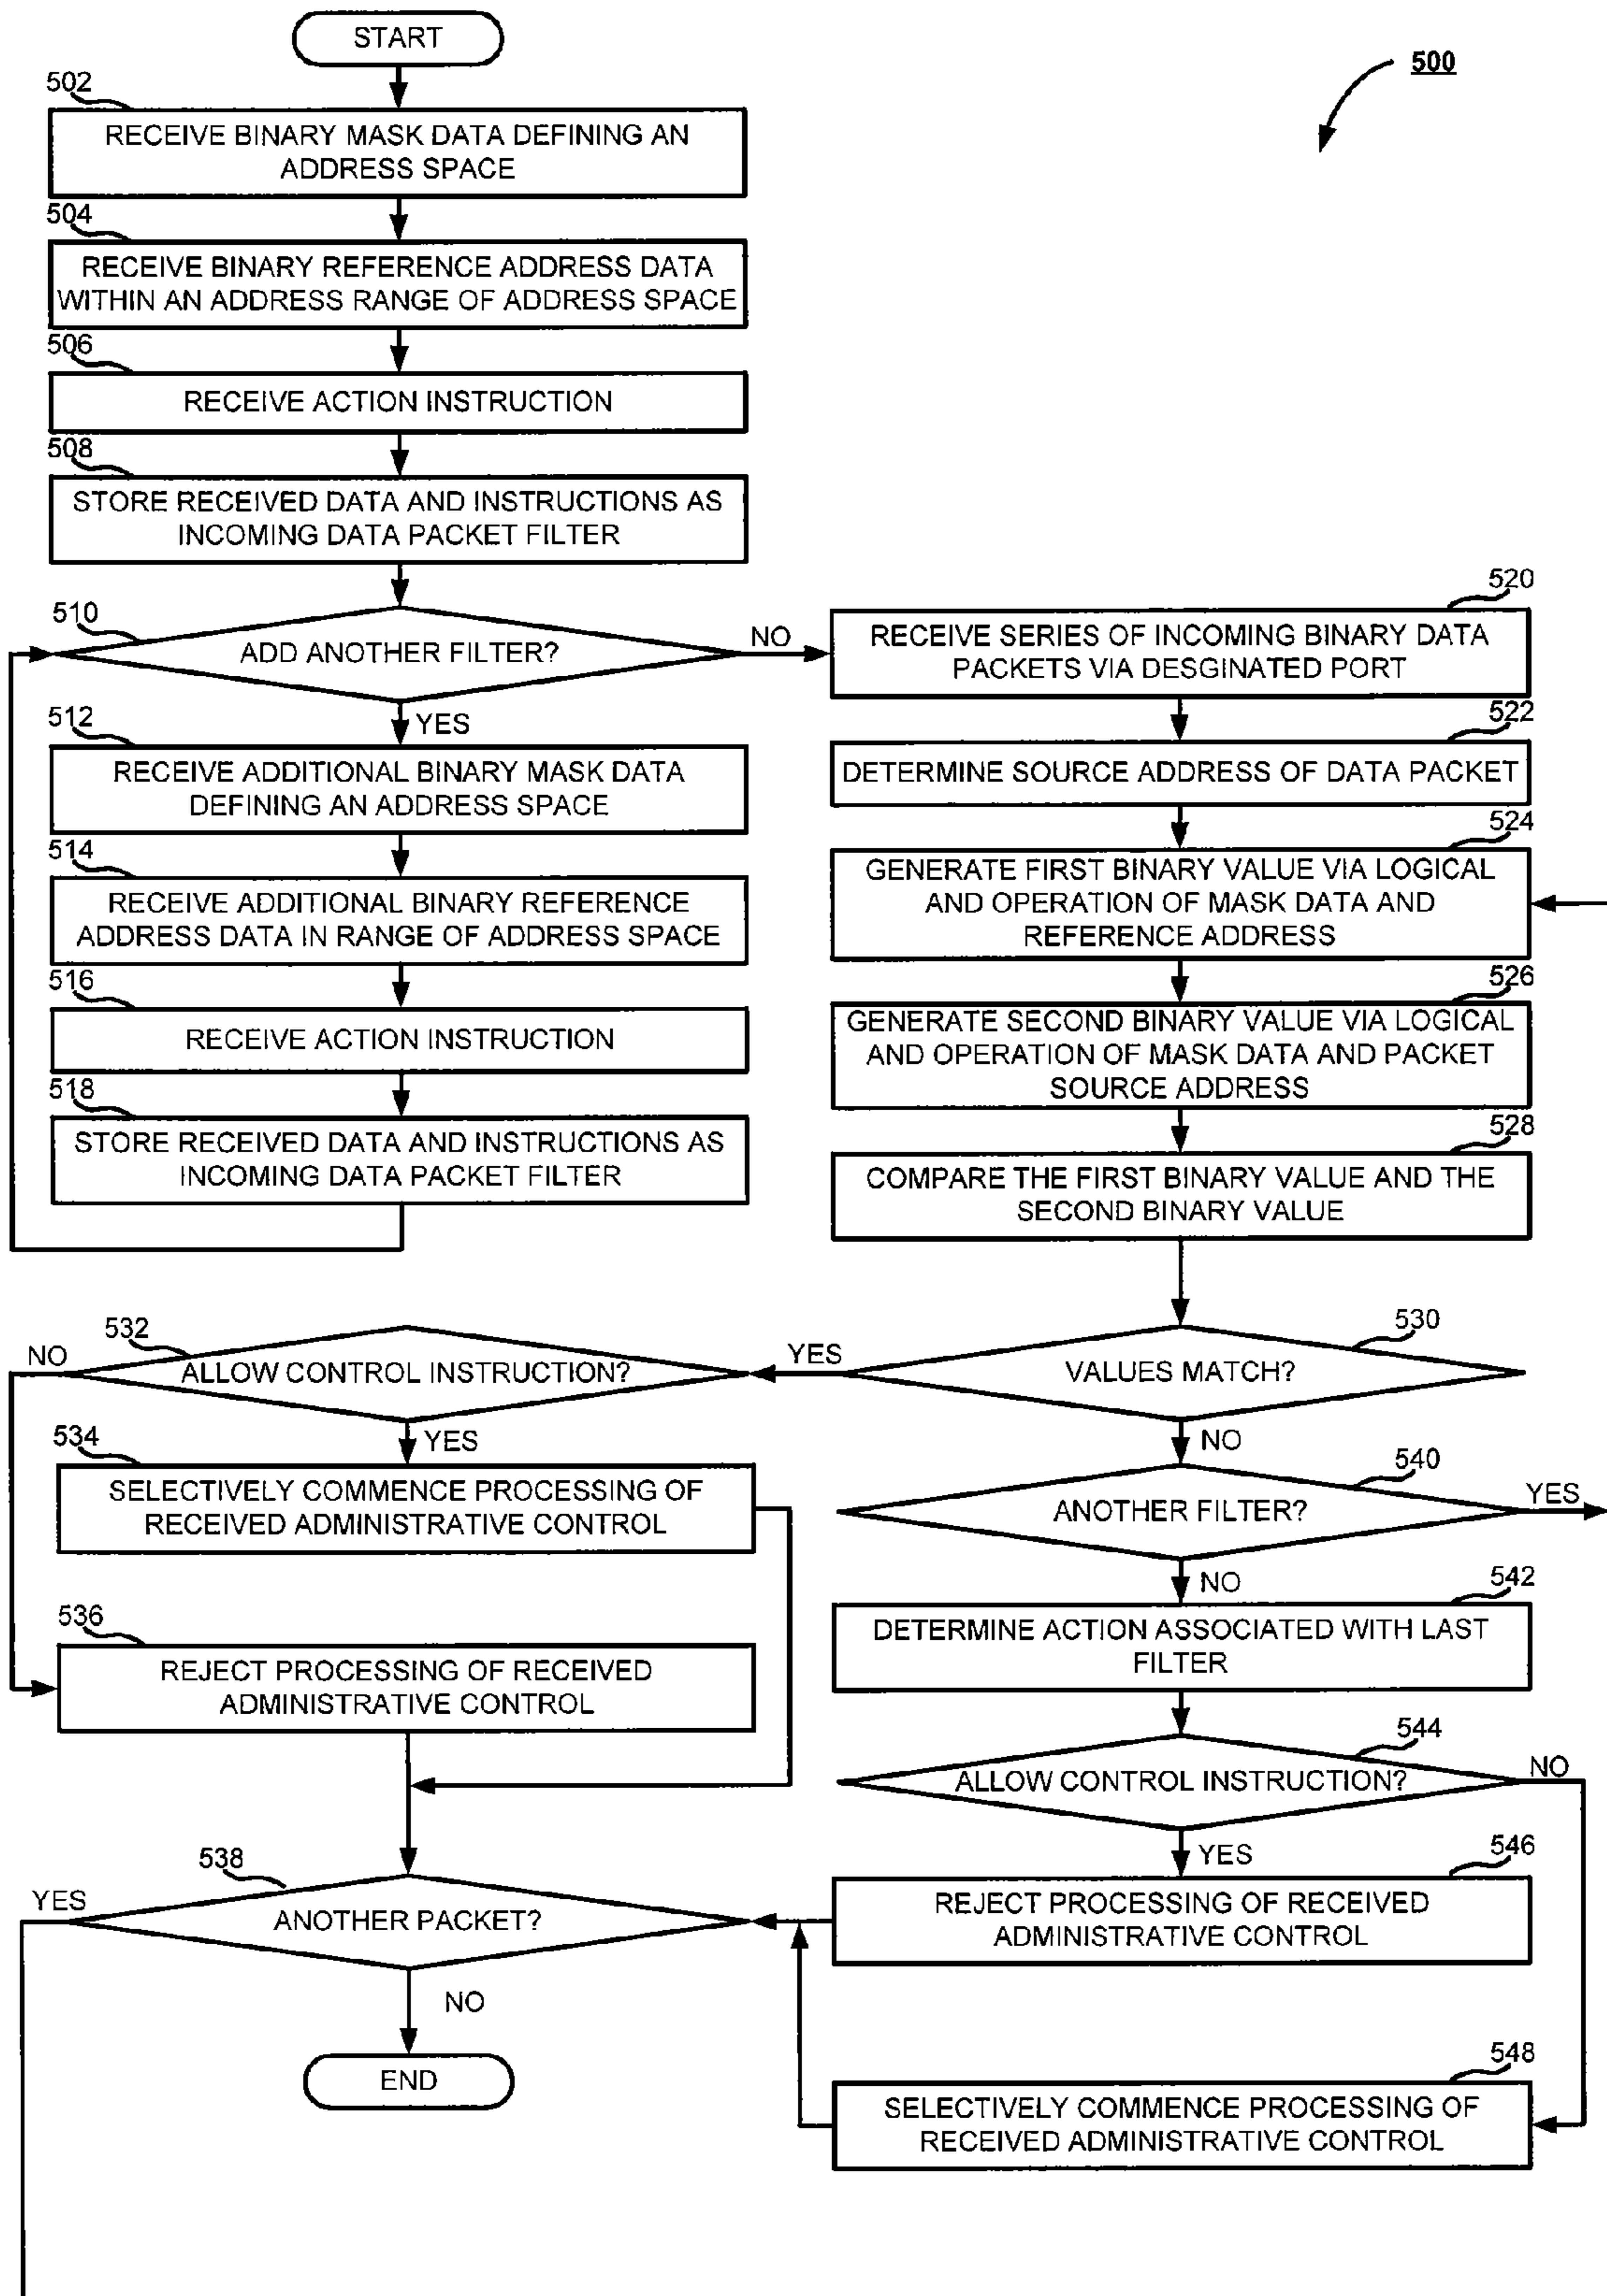 START
500
502
RECEIVE BINARY MASK DATA DEFINING AN
ADDRESS SPACE
504
RECEIVE BINARY REFERENCE ADDRESS DATA
WITHIN AN ADDRESS RANGE OF ADDRESS SPACE
506
RECEIVE ACTION INSTRUCTION
508
STORE RECEIVED DATA AND INSTRUCTIONS AS
INCOMING DATA PACKET FILTER
510
ADD ANOTHER FILTER?
NO
YES
512
RECEIVE ADDITIONAL BINARY MASK DATA
DEFINING AN ADDRESS SPACE
514
RECEIVE ADDITIONAL BINARY REFERENCE
ADDRESS DATA IN RANGE OF ADDRESS SPACE
516
RECEIVE ACTION INSTRUCTION
518
STORE RECEIVED DATA AND INSTRUCTIONS AS
INCOMING DATA PACKET FILTER
520
RECEIVE SERIES OF INCOMING BINARY DATA
PACKETS VIA DESGINATED PORT
522
DETERMINE SOURCE ADDRESS OF DATA PACKET
524
GENERATE FIRST BINARY VALUE VIA LOGICAL
AND OPERATION OF MASK DATA AND
REFERENCE ADDRESS
526
GENERATE SECOND BINARY VALUE VIA LOGICAL
AND OPERATION OF MASK DATA AND PACKET
SOURCE ADDRESS
528
COMPARE THE FIRST BINARY VALUE AND THE
SECOND BINARY VALUE
530
VALUES MATCH?
YES
NO
532
ALLOW CONTROL INSTRUCTION?
NO
YES
534
SELECTIVELY COMMENCE PROCESSING OF
RECEIVED ADMINISTRATIVE CONTROL
536
REJECT PROCESSING OF RECEIVED
ADMINISTRATIVE CONTROL
540
ANOTHER FILTER?
YES
NO
542
DETERMINE ACTION ASSOCIATED WITH LAST
FILTER
544
ALLOW CONTROL INSTRUCTION?
NO
YES
546
REJECT PROCESSING OF RECEIVED
ADMINISTRATIVE CONTROL
548
SELECTIVELY COMMENCE PROCESSING OF
RECEIVED ADMINISTRATIVE CONTROL
538
ANOTHER PACKET?
YES
NO
END